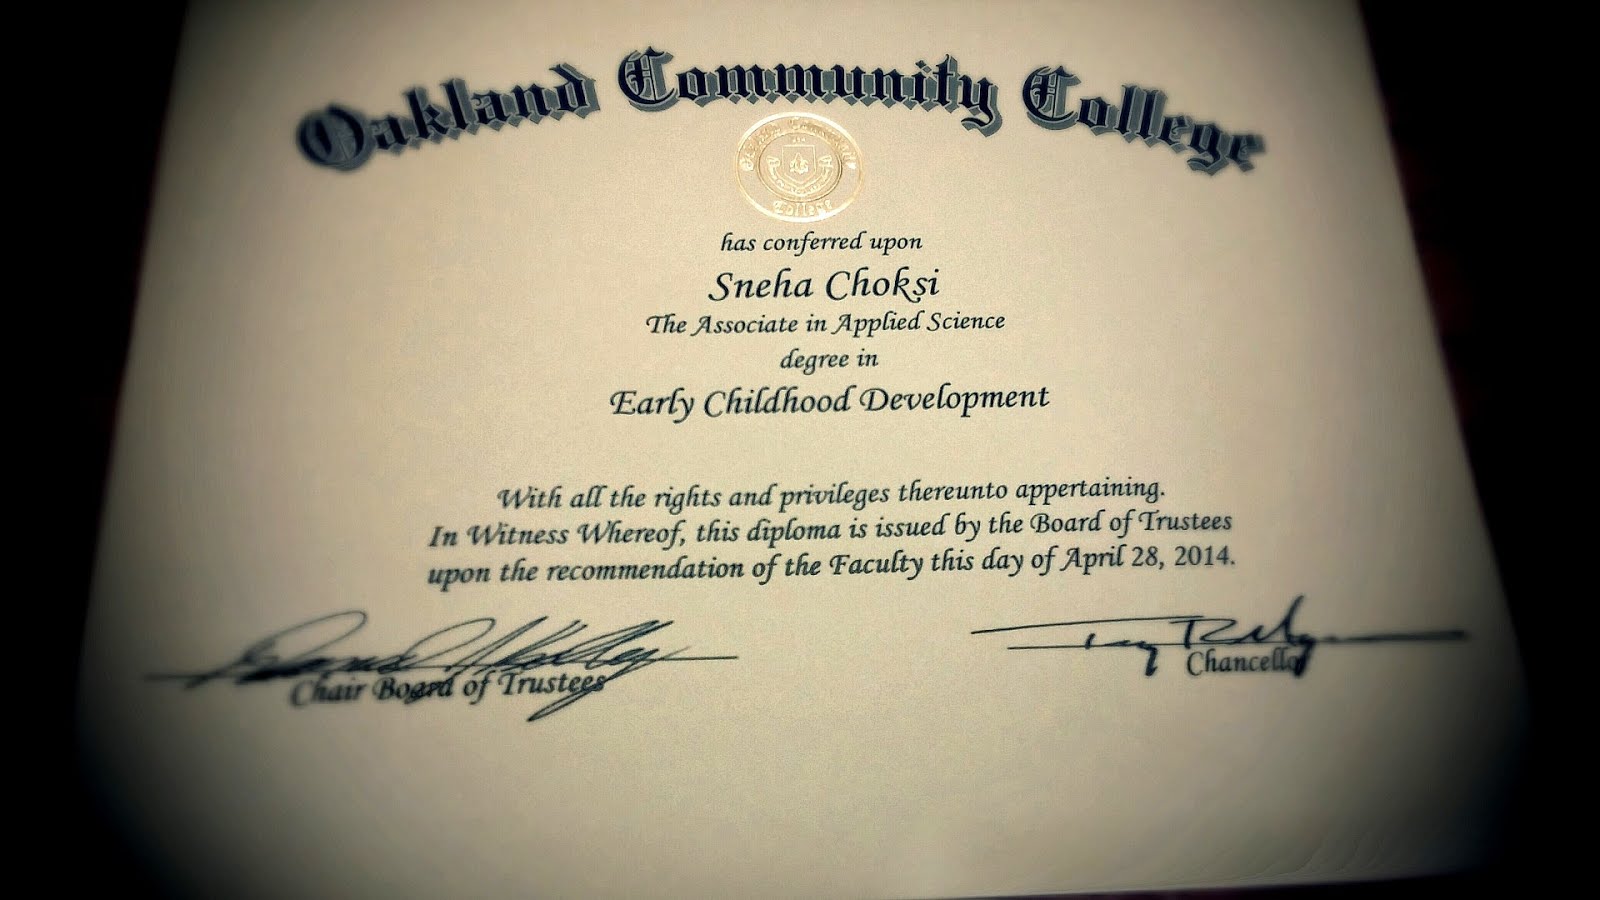 Oakland Community College
has conferred upon
Sneha Choksi
The Associate in Applied Science
degree in
Early Childhood Development
With all the rights and privileges thereunto appertaining.
In Witness Whereof, this diploma is issued by the Board of Trustees
upon the recommendation of the Faculty this day of April 28, 2014.
Chair Board of Trustees
Chancellor